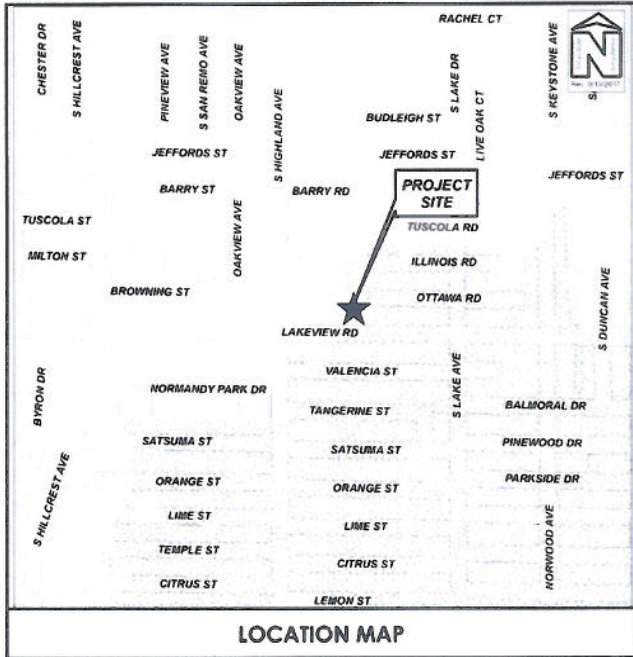 RACHEL CT
CHESTER DR
S HILLCREST AVE
PINEVIEW AVE
S SAN REMO AVE
OAKVIEW AVE
S HIGHLAND AVE
S LAKE DR
LIVE OAK CT
S KEYSTONE AVE
N
BUDLEIGH ST
JEFFORDS ST
JEFFORDS ST
JEFFORDS ST
BARRY ST
BARRY RD
PROJECT
SITE
TUSCOLA ST
OAKVIEW AVE
TUSCOLA RD
MILTON ST
ILLINOIS RD
BROWNING ST
OTTAWA RD
S DUNCAN AVE
LAKEVIEW RD
VALENCIA ST
BYRON DR
NORMANDY PARK DR
S LAKE AVE
TANGERINE ST
BALMORAL DR
SATSUMA ST
SATSUMA ST
PINEWOOD DR
S HILLCREST AVE
ORANGE ST
ORANGE ST
PARKSIDE DR
LIME ST
LIME ST
NORWOOD AVE
TEMPLE ST
CITRUS ST
CITRUS ST
LEMON ST
LOCATION MAP